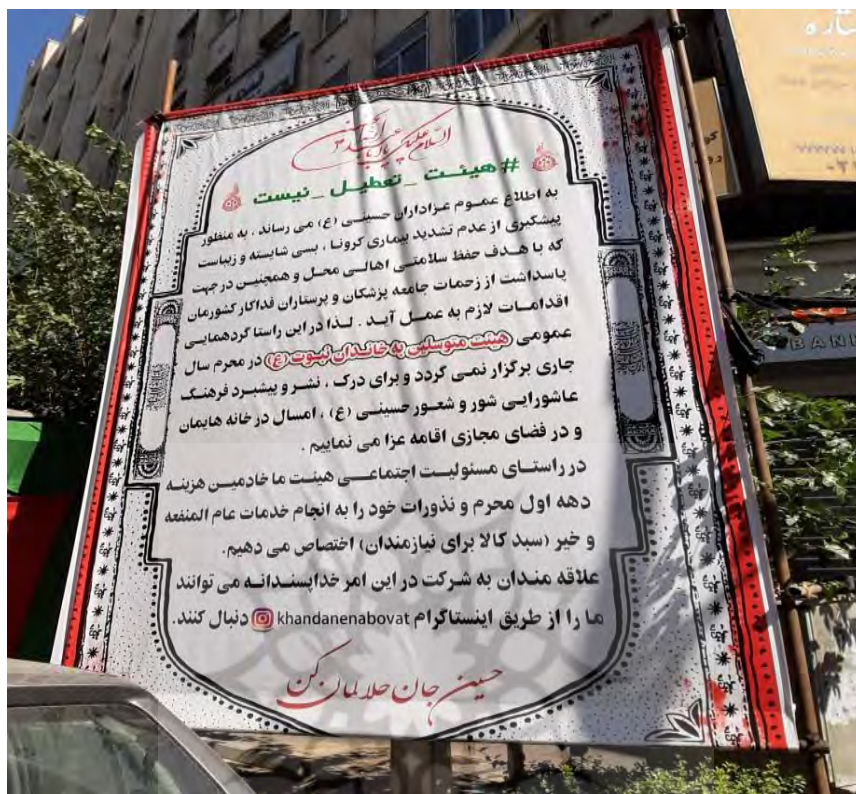 السلام علیک یا اباعبدالله الحسین
#هیئت_تعطیل_نیست
به اطلاع عموم عزاداران حسینی (ع) می رساند ، به منظور
پیشگیری از عدم تشدید بیماری کرونا ، بسی شایسته و زیباست
که با هدف حفظ سلامتی اهالی محل و همچنین در جهت
پاسداشت از زحمات جامعه پزشکان و پرستاران فداکار کشورمان
اقدامات لازم به عمل آید . لذا در این راستا گردهمایی
عمومی هیئت متوسلین به خاندان نبوت (ع) در محرم سال
جاری برگزار نمی گردد و برای درک ، نشر و پیشبرد فرهنگ
عاشورایی شور و شعور حسینی (ع) ، امسال در خانه هایمان
و در فضای مجازی اقامه عزا می نماییم .
در راستای مسئولیت اجتماعی هیئت ما خادمین هزینه
دهه اول محرم و نذورات خود را به انجام خدمات عام المنفعه
و خیر (سبد کالا برای نیازمندان) اختصاص می دهیم.
علاقه مندان به شرکت در این امر خداپسندانه می توانند
ما را از طریق اینستاگرام khandanenabovat دنبال کنند.
حسین جان حلالمان کن
BAN